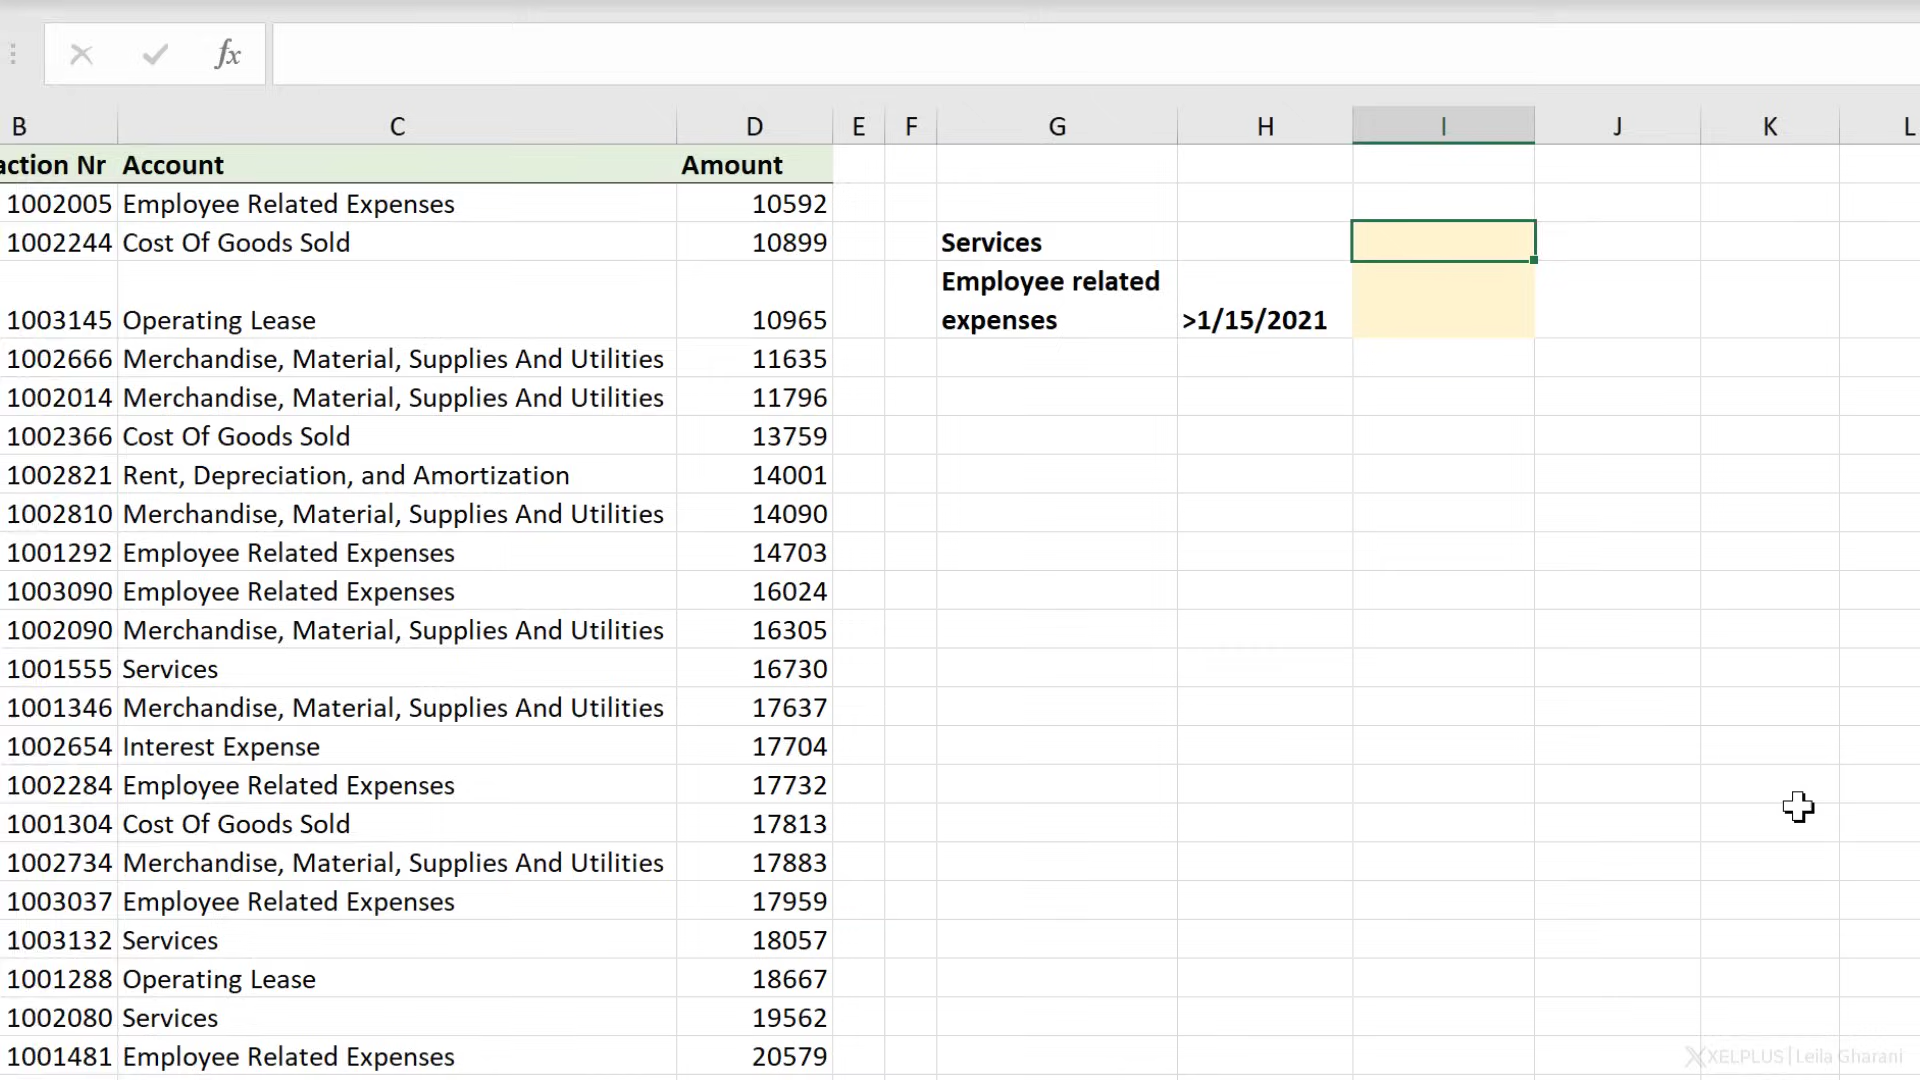 fx
B C D E F G H I J K L
action Nr Account Amount
1002005 Employee Related Expenses 10592
1002244 Cost Of Goods Sold 10899 Services
Employee related
1003145 Operating Lease 10965 expenses >1/15/2021
1002666 Merchandise, Material, Supplies And Utilities 11635
1002014 Merchandise, Material, Supplies And Utilities 11796
1002366 Cost Of Goods Sold 13759
1002821 Rent, Depreciation, and Amortization 14001
1002810 Merchandise, Material, Supplies And Utilities 14090
1001292 Employee Related Expenses 14703
1003090 Employee Related Expenses 16024
1002090 Merchandise, Material, Supplies And Utilities 16305
1001555 Services 16730
1001346 Merchandise, Material, Supplies And Utilities 17637
1002654 Interest Expense 17704
1002284 Employee Related Expenses 17732
1001304 Cost Of Goods Sold 17813
1002734 Merchandise, Material, Supplies And Utilities 17883
1003037 Employee Related Expenses 17959
1003132 Services 18057
1001288 Operating Lease 18667
1002080 Services 19562
1001481 Employee Related Expenses 20579
XELPLUS | Leila Gharani